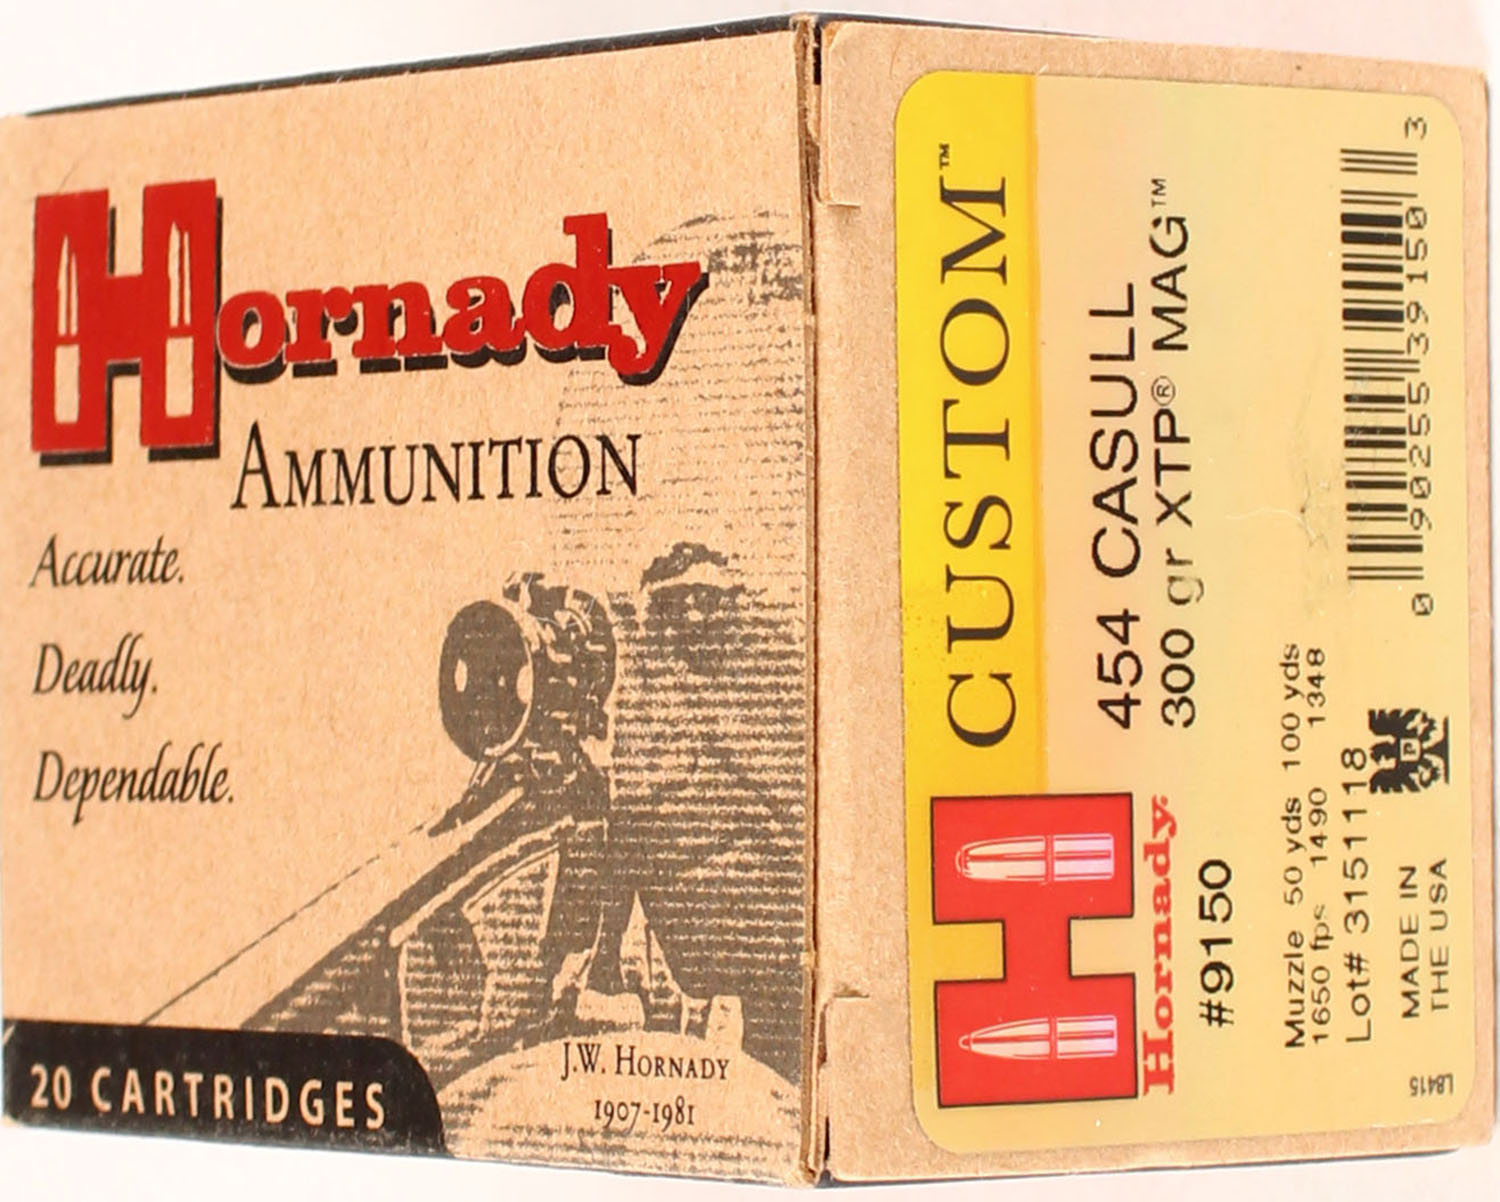 Hornady
AMMUNITION
Accurate.
Deadly.
Dependable.
20 CARTRIDGES
J.W. HORNADY
1907-1981
CUSTOM™
454 CASULL
300 gr XTP® MAG™
Hornady
#9150
Muzzle 50 yds 100 yds
1650 fps 1490 1348
Lot# 3151118
MADE IN
THE USA
0 90255 39150 3
L8415